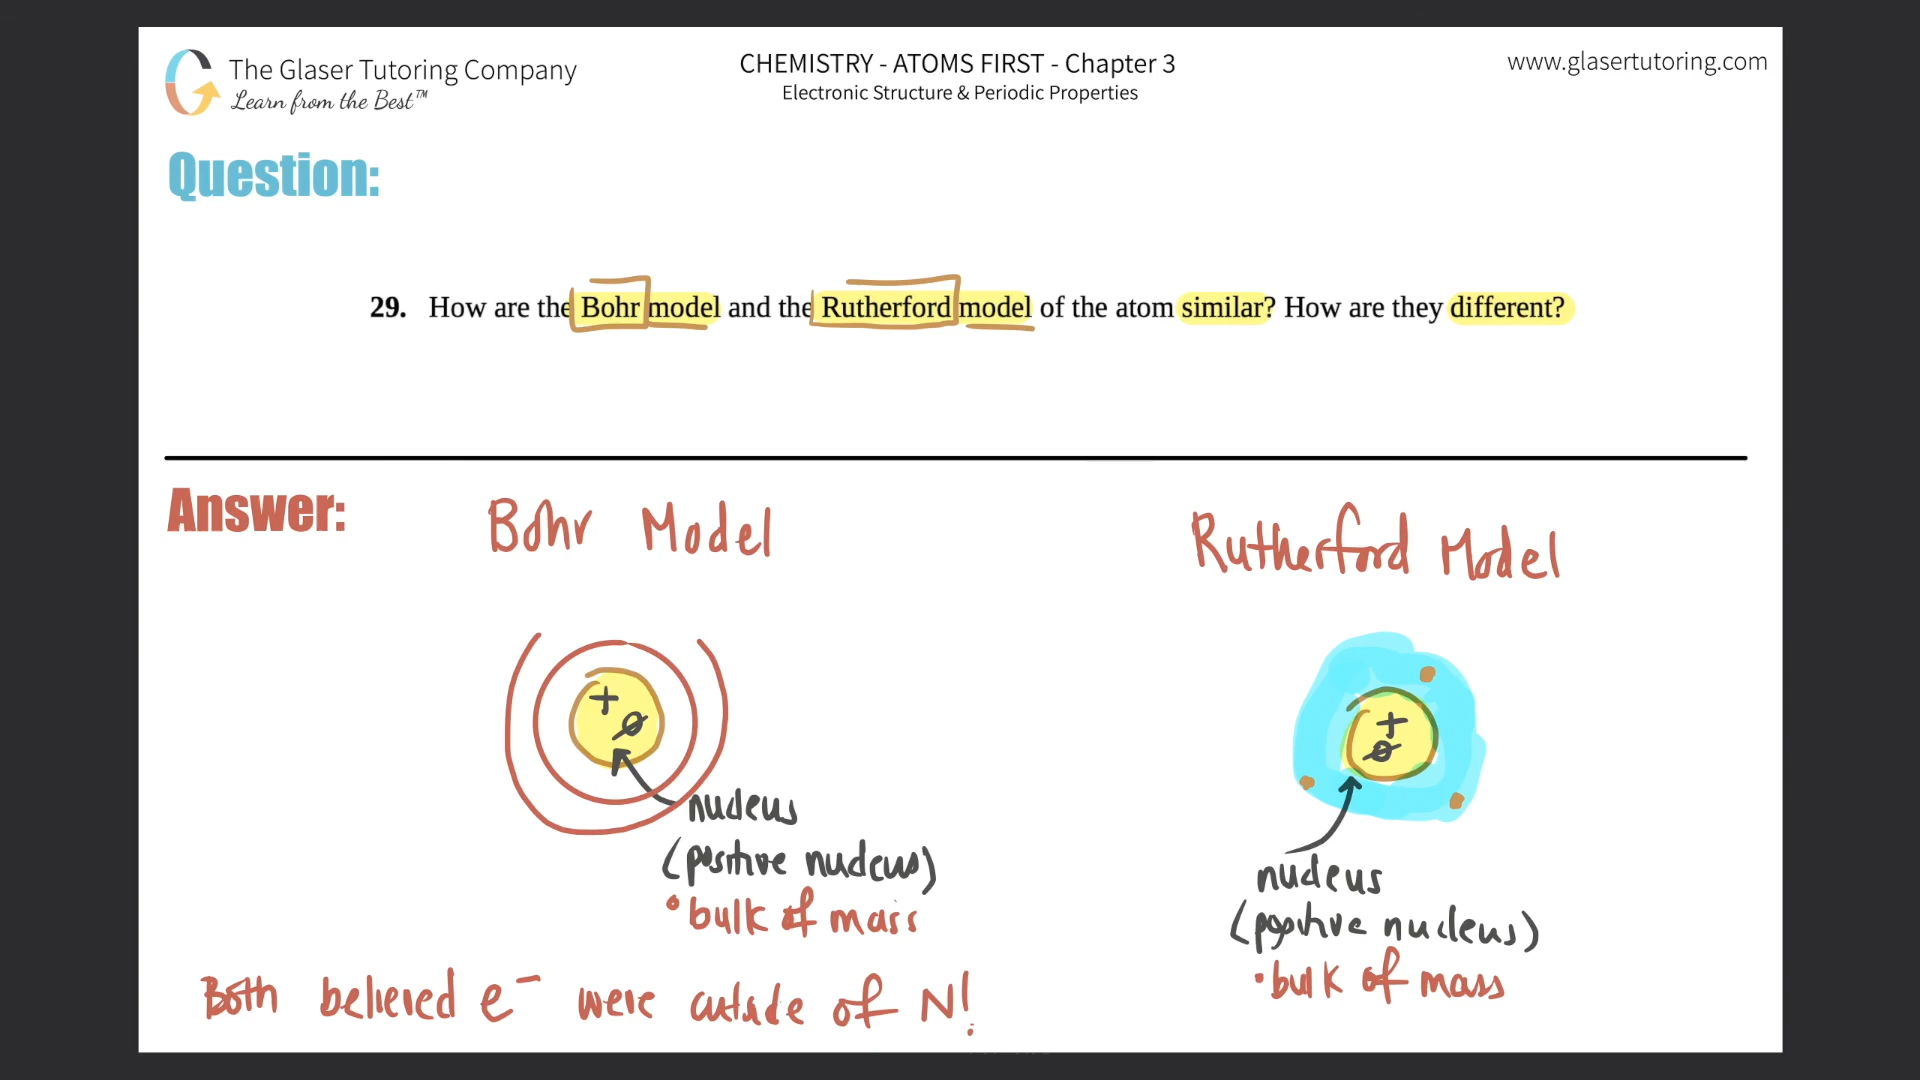 The Glaser Tutoring Company
Learn from the Best™
CHEMISTRY - ATOMS FIRST - Chapter 3
Electronic Structure & Periodic Properties
www.glasertutoring.com
Question:
29. How are the Bohr model and the Rutherford model of the atom similar? How are they different?
Answer:
Bohr Model
Rutherford Model
+
+
nucleus
(positive nucleus)
• bulk of mass
nucleus
(positive nucleus)
• bulk of mass
Both believed e⁻ were outside of N!